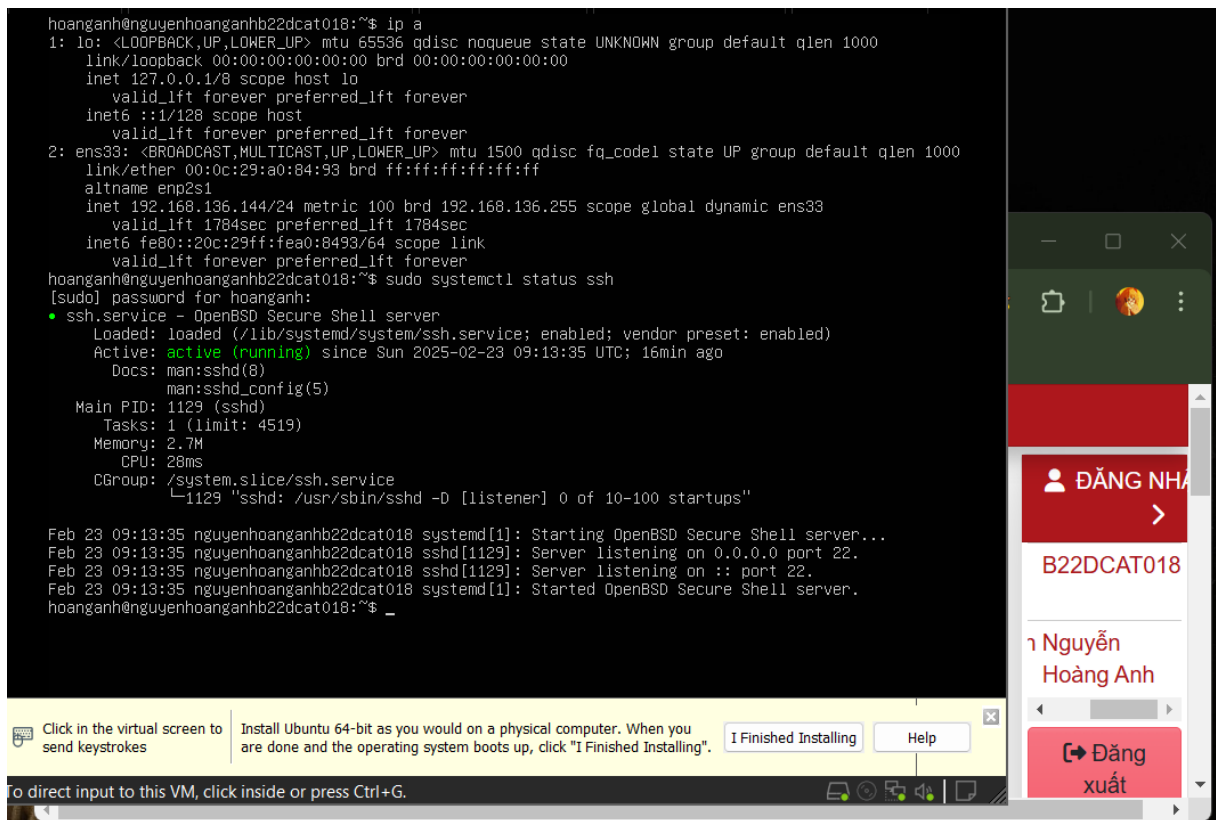 hoanganh@nguyenhoanganhb22dcat018:~$ ip a
1: lo: <LOOPBACK,UP,LOWER_UP> mtu 65536 qdisc noqueue state UNKNOWN group default qlen 1000
link/loopback 00:00:00:00:00:00 brd 00:00:00:00:00:00
inet 127.0.0.1/8 scope host lo
valid_lft forever preferred_lft forever
inet6 ::1/128 scope host
valid_lft forever preferred_lft forever
2: ens33: <BROADCAST,MULTICAST,UP,LOWER_UP> mtu 1500 qdisc fq_codel state UP group default qlen 1000
link/ether 00:0c:29:a0:84:93 brd ff:ff:ff:ff:ff:ff
altname enp2s1
inet 192.168.136.144/24 metric 100 brd 192.168.136.255 scope global dynamic ens33
valid_lft 1784sec preferred_lft 1784sec
inet6 fe80::20c:29ff:fea0:8493/64 scope link
valid_lft forever preferred_lft forever
hoanganh@nguyenhoanganhb22dcat018:~$ sudo systemctl status ssh
[sudo] password for hoanganh:
● ssh.service - OpenBSD Secure Shell server
Loaded: loaded (/lib/systemd/system/ssh.service; enabled; vendor preset: enabled)
Active: active (running) since Sun 2025-02-23 09:13:35 UTC; 16min ago
Docs: man:sshd(8)
man:sshd_config(5)
Main PID: 1129 (sshd)
Tasks: 1 (limit: 4519)
Memory: 2.7M
CPU: 28ms
CGroup: /system.slice/ssh.service
└─1129 "sshd: /usr/sbin/sshd -D [listener] 0 of 10-100 startups"
Feb 23 09:13:35 nguyenhoanganhb22dcat018 systemd[1]: Starting OpenBSD Secure Shell server...
Feb 23 09:13:35 nguyenhoanganhb22dcat018 sshd[1129]: Server listening on 0.0.0.0 port 22.
Feb 23 09:13:35 nguyenhoanganhb22dcat018 sshd[1129]: Server listening on :: port 22.
Feb 23 09:13:35 nguyenhoanganhb22dcat018 systemd[1]: Started OpenBSD Secure Shell server.
hoanganh@nguyenhoanganhb22dcat018:~$ _
Click in the virtual screen to
send keystrokes
Install Ubuntu 64-bit as you would on a physical computer. When you
are done and the operating system boots up, click "I Finished Installing".
I Finished Installing
Help
To direct input to this VM, click inside or press Ctrl+G.
ĐĂNG NHẬ
B22DCAT018
Nguyễn
Hoàng Anh
Đăng
xuất